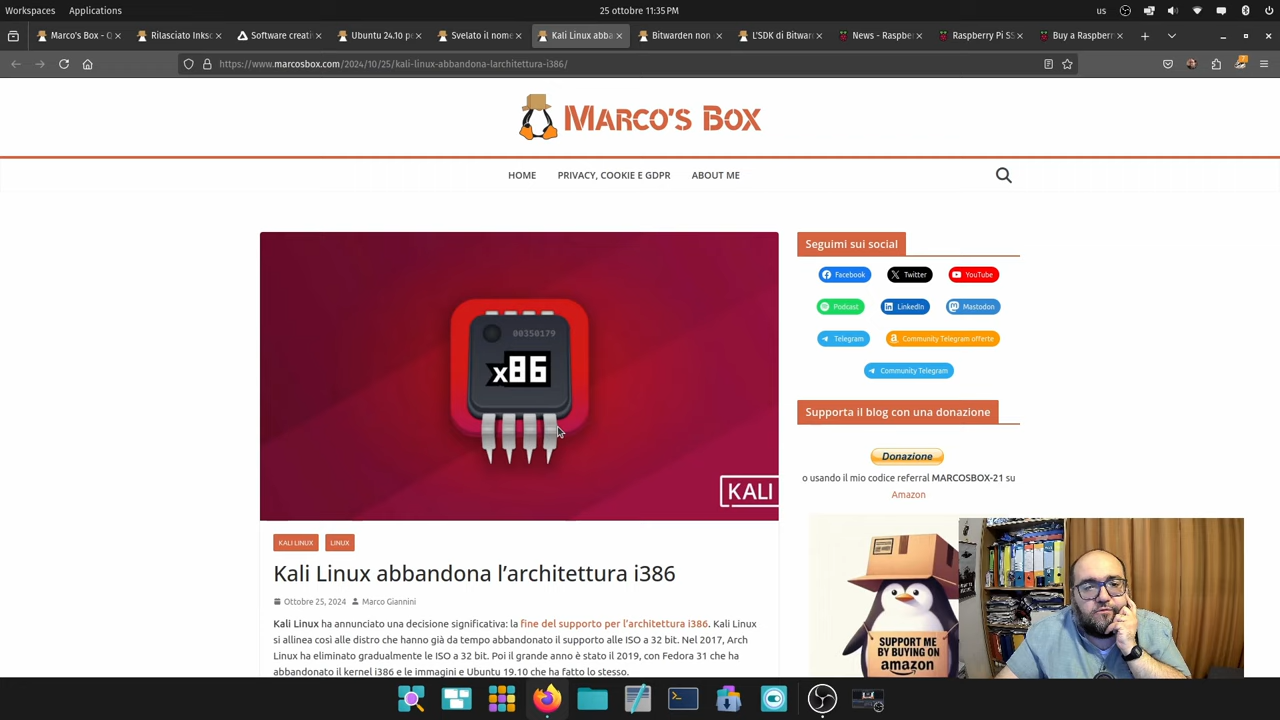 Workspaces Applications 25 ottobre 11:35 PM us
Marco's Box - O Rilasciato Inksc Software creati Ubuntu 24.10 pe Svelato il nome Kali Linux abba Bitwarden non L'SDK di Bitwar News - Raspbe Raspberry Pi SS Buy a Raspberr
https://www.marcosbox.com/2024/10/25/kali-linux-abbandona-larchitettura-i386/
MARCO'S BOX
HOME PRIVACY, COOKIE E GDPR ABOUT ME
00350179
x86
KALI
KALI LINUX LINUX
Kali Linux abbandona l'architettura i386
Ottobre 25, 2024 Marco Giannini
Kali Linux ha annunciato una decisione significativa: la fine del supporto per l'architettura i386. Kali Linux
si allinea così alle distro che hanno già da tempo abbandonato il supporto alle ISO a 32 bit. Nel 2017, Arch
Linux ha eliminato gradualmente le ISO a 32 bit. Poi il grande anno è stato il 2019, con Fedora 31 che ha
abbandonato il kernel i386 e le immagini e Ubuntu 19.10 che ha fatto lo stesso.
Seguimi sui social
Facebook Twitter YouTube
Podcast LinkedIn Mastodon
Telegram Community Telegram offerte
Community Telegram
Supporta il blog con una donazione
Donazione
o usando il mio codice referral MARCOSBOX-21 su
Amazon
SUPPORT ME
BY BUYING ON
amazon